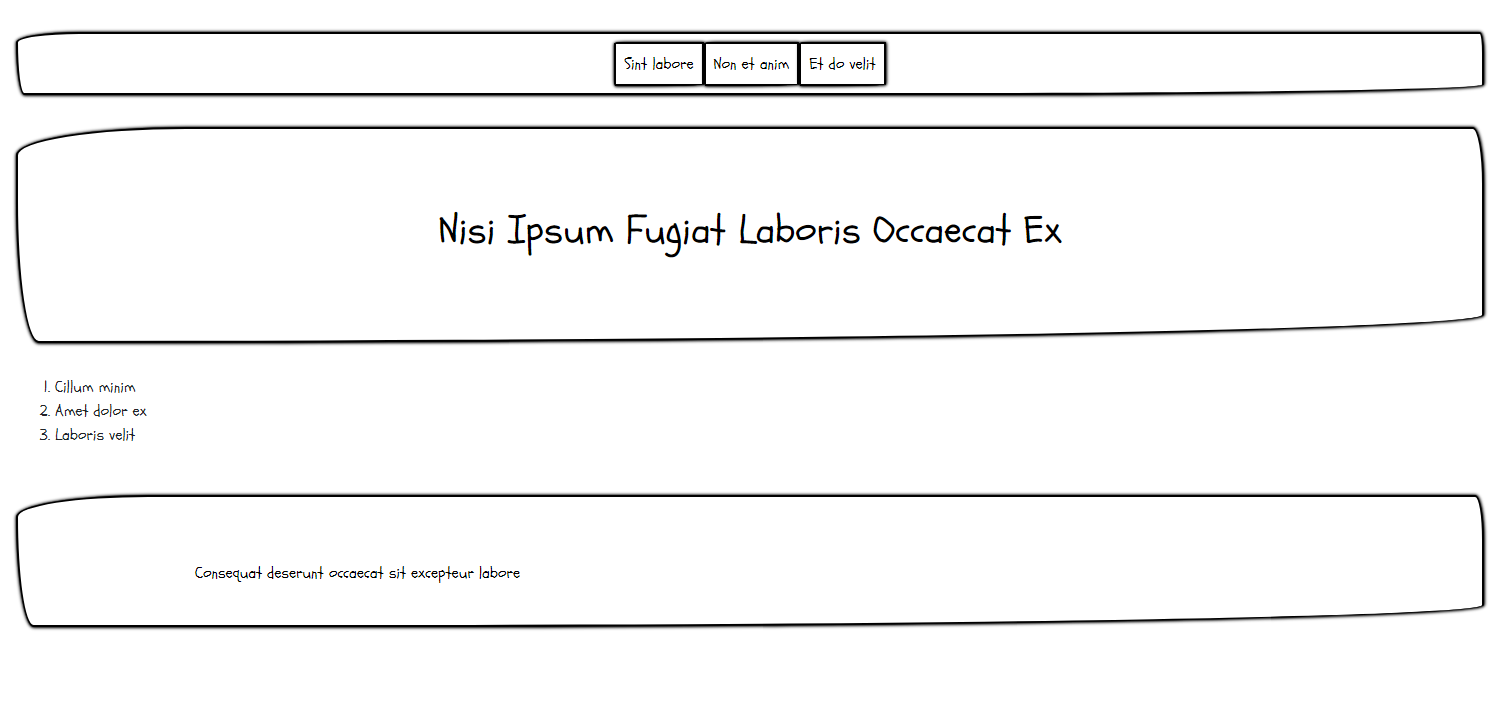 Sint labore Non et anim Et do velit
Nisi Ipsum Fugiat Laboris Occaecat Ex
1. Cillum minim
2. Amet dolor ex
3. Laboris velit
Consequat deserunt occaecat sit excepteur labore